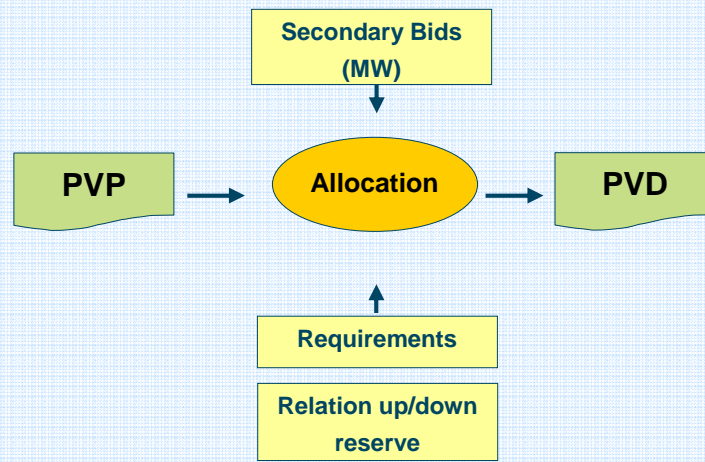 Secondary Bids
(MW)
PVP
Allocation
PVD
Requirements
Relation up/down
reserve